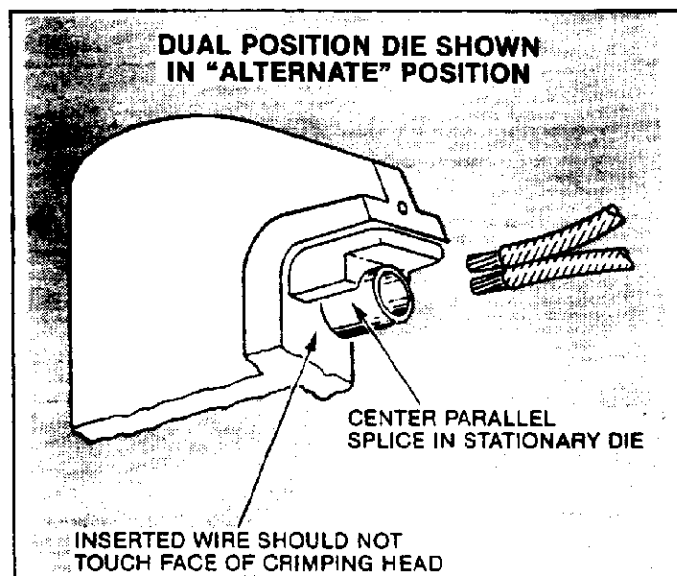 DUAL POSITION DIE SHOWN
IN “ALTERNATE” POSITION
CENTER PARALLEL
SPLICE IN STATIONARY DIE
INSERTED WIRE SHOULD NOT
TOUCH FACE OF CRIMPING HEAD